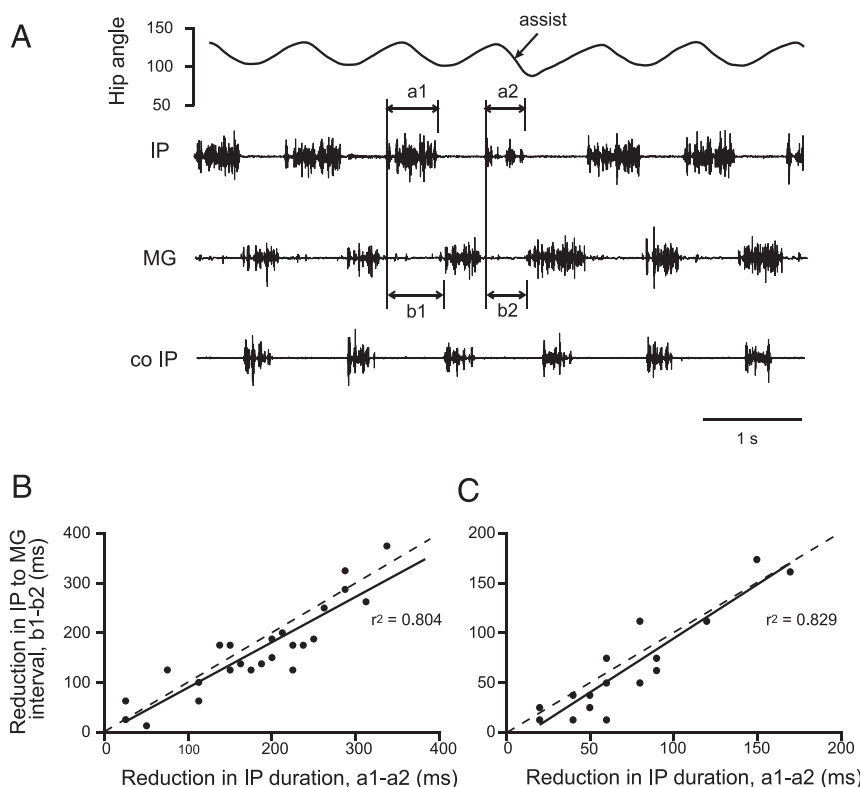 A
Hip angle
150
100
50
assist
a1
a2
IP
MG
b1
b2
co IP
1 s
B
Reduction in IP to MG
interval, b1-b2 (ms)
400
300
200
100
0
r² = 0.804
0
100
200
300
400
Reduction in IP duration, a1-a2 (ms)
C
200
150
100
50
0
r² = 0.829
0
50
100
150
200
Reduction in IP duration, a1-a2 (ms)